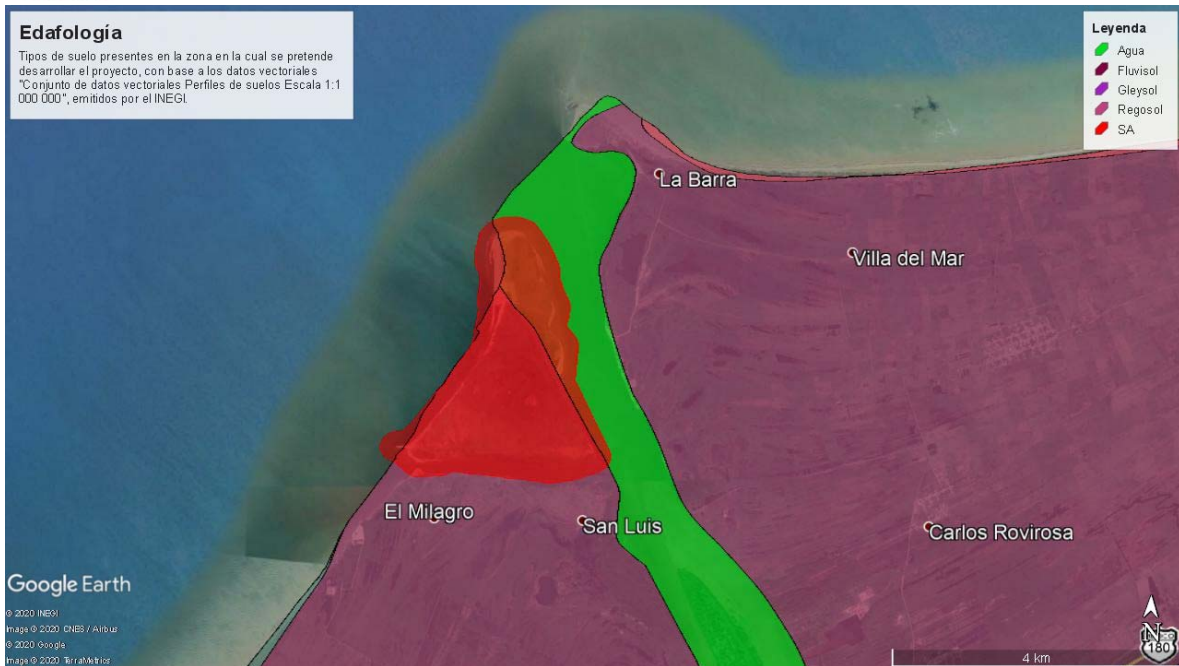 Edafología
Tipos de suelo presentes en la zona en la cual se pretende
desarrollar el proyecto, con base a los datos vectoriales
"Conjunto de datos vectoriales Perfiles de suelos Escala 1:1
000 000", emitidos por el INEGI.
Leyenda
Agua
Fluvisol
Gleysol
Regosol
SA
La Barra
Villa del Mar
El Milagro
San Luis
Carlos Rovirosa
Google Earth
© 2020 INEGI
Image © 2020 CNES / Airbus
© 2020 Google
Image © 2020 TerraMetrics
4 km
N
180